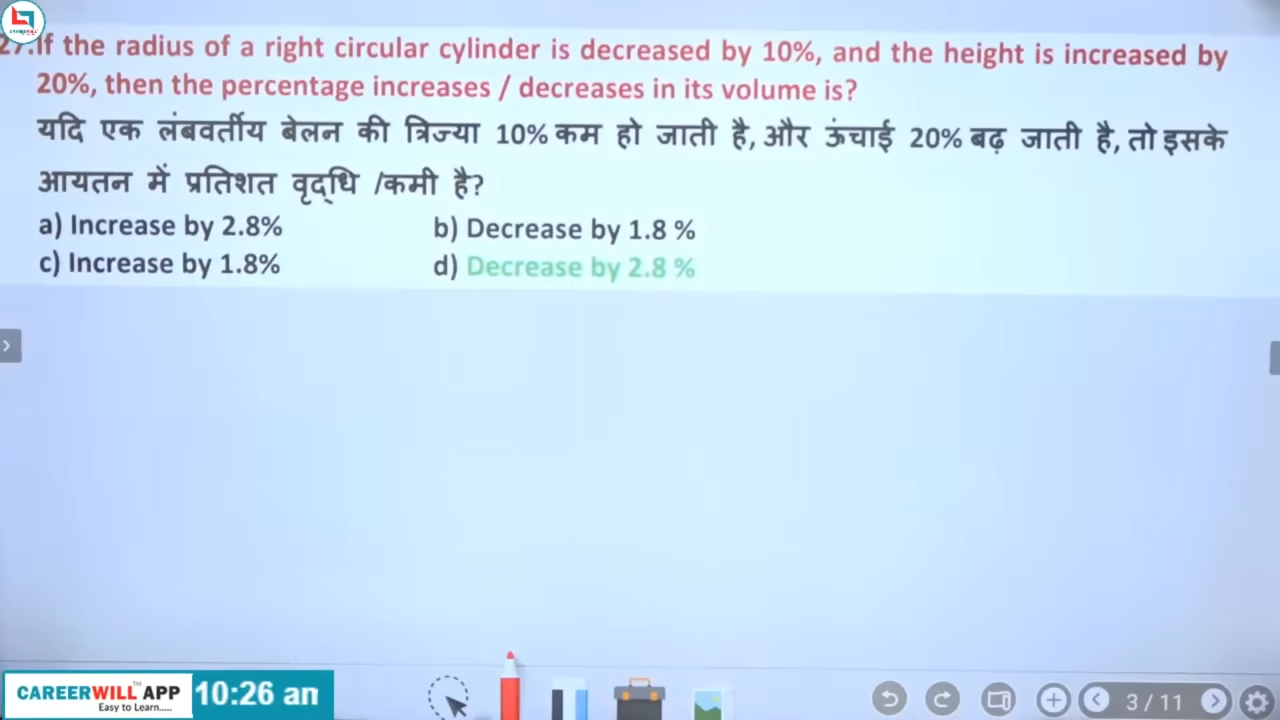 27.If the radius of a right circular cylinder is decreased by 10%, and the height is increased by
20%, then the percentage increases / decreases in its volume is?
यदि एक लंबवर्तीय बेलन की त्रिज्या 10% कम हो जाती है, और ऊंचाई 20% बढ़ जाती है, तो इसके
आयतन में प्रतिशत वृद्धि /कमी है?
a) Increase by 2.8% b) Decrease by 1.8 %
c) Increase by 1.8% d) Decrease by 2.8 %
CAREERWILL APP 10:26 an
Easy to Learn.....
3 / 11